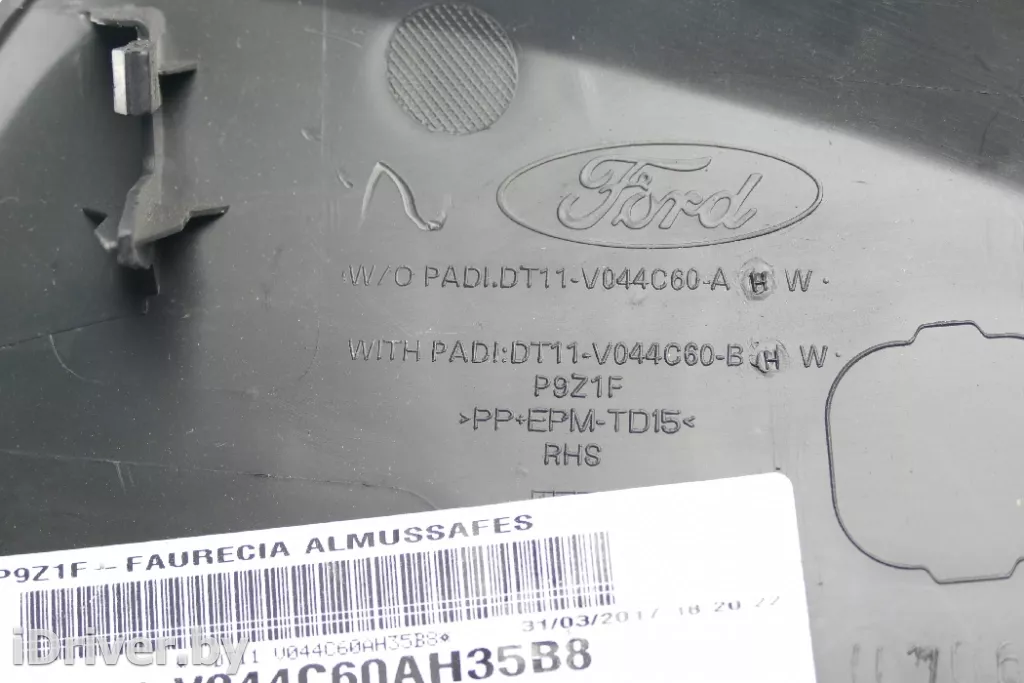 Ford
W/O PADI.DT11-V044C60-A H W
WITH PADI:DT11-V044C60-B H W
P9Z1F
>PP+EPM-TD15<
RHS
P9Z1F - FAURECIA ALMUSSAFES
31/03/2017 18 20 22
V044C60AH35B8*
V044C60AH35B8
iDriver.by